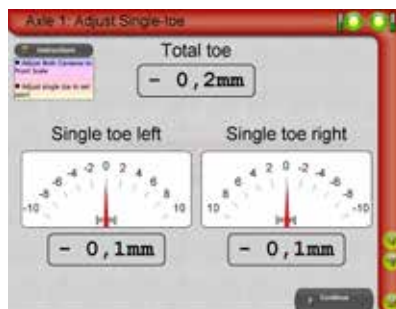 Axle 1: Adjust Single-toe
Instructions
Total toe
- 0,2mm
Single toe left
Single toe right
-10 -8 -6 -4 -2 0 2 4 6 8 10
10 8 6 4 -2 0 2 -4 -6 -8 -10
- 0,1mm
- 0,1mm
Continue